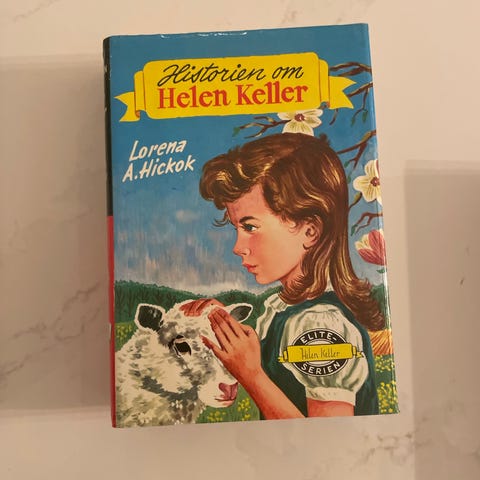 Historien om
Helen Keller
Lorena
A. Hickok
ELITE-
Helen Keller
SERIEN